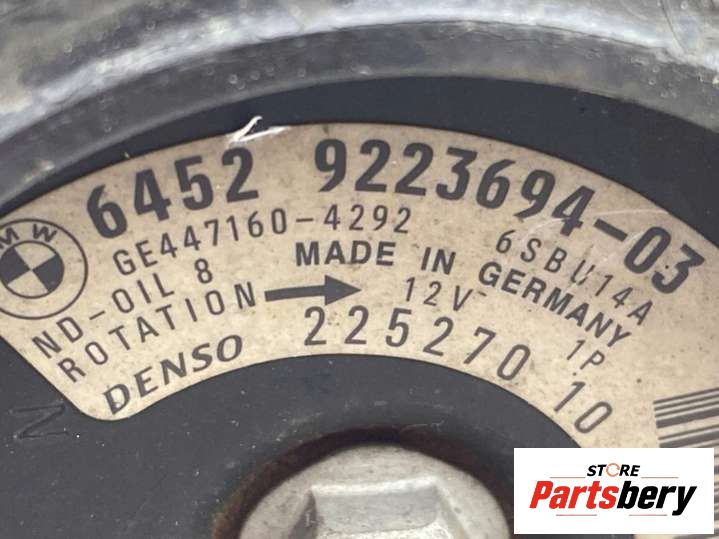 BMW
6452 9223694-03
GE447160-4292 6SBU14A
ND-OIL 8 MADE IN GERMANY
ROTATION 12V 1P
DENSO 225270 10
N
STORE
Partsbery